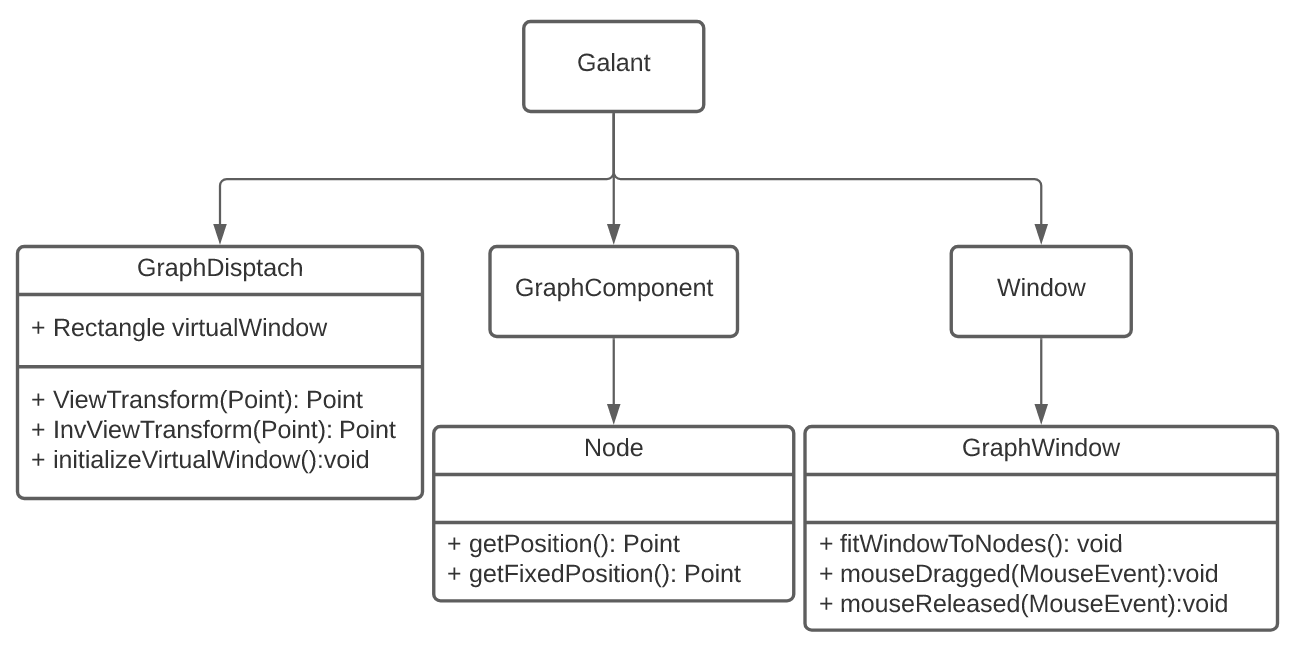 Galant
GraphDisptach
+ Rectangle virtualWindow
+ ViewTransform(Point): Point
+ InvViewTransform(Point): Point
+ initializeVirtualWindow():void
GraphComponent
Node
+ getPosition(): Point
+ getFixedPosition(): Point
Window
GraphWindow
+ fitWindowToNodes(): void
+ mouseDragged(MouseEvent):void
+ mouseReleased(MouseEvent):void